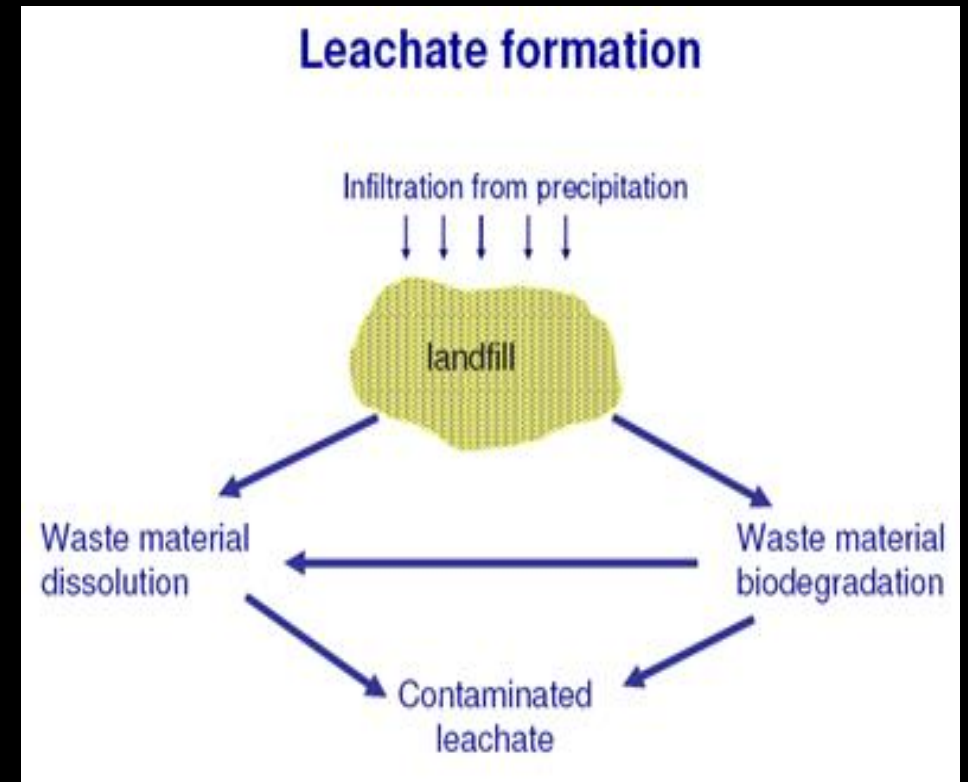 Leachate formation
Infiltration from precipitation
landfill
Waste material
dissolution
Waste material
biodegradation
Contaminated
leachate